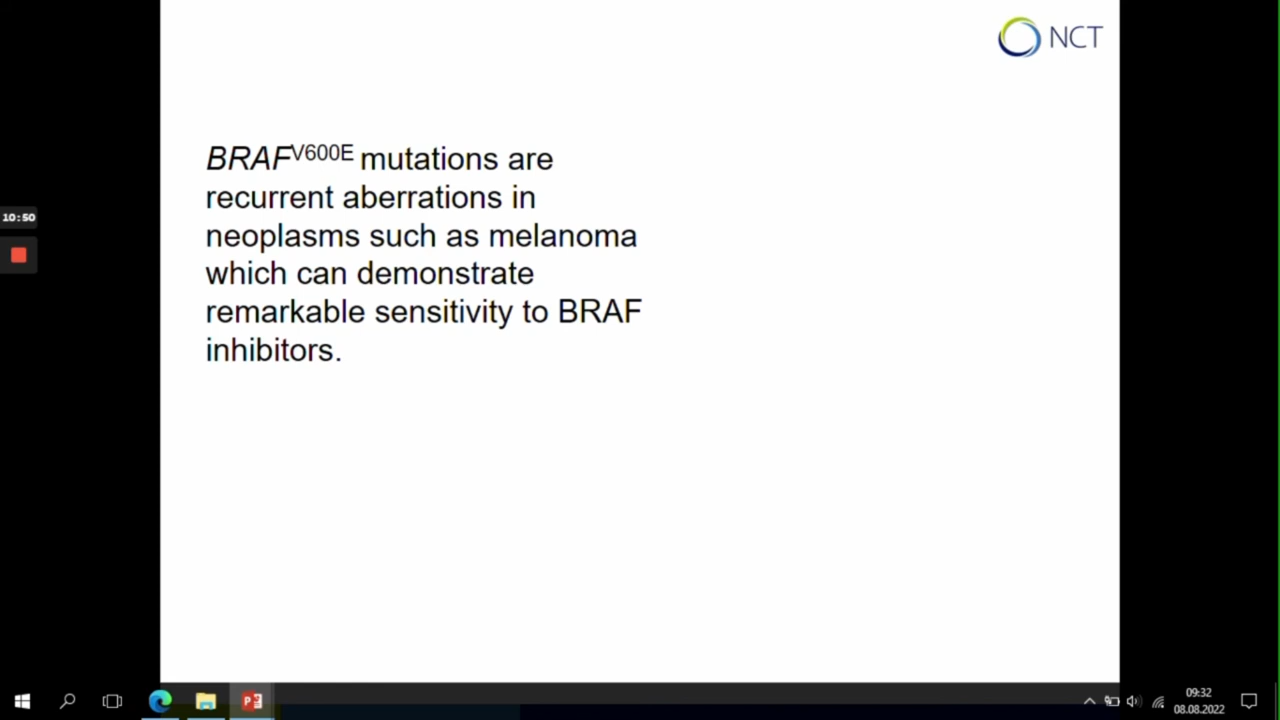 NCT
BRAFV600E mutations are
recurrent aberrations in
neoplasms such as melanoma
which can demonstrate
remarkable sensitivity to BRAF
inhibitors.
10:50
09:32
08.08.2022